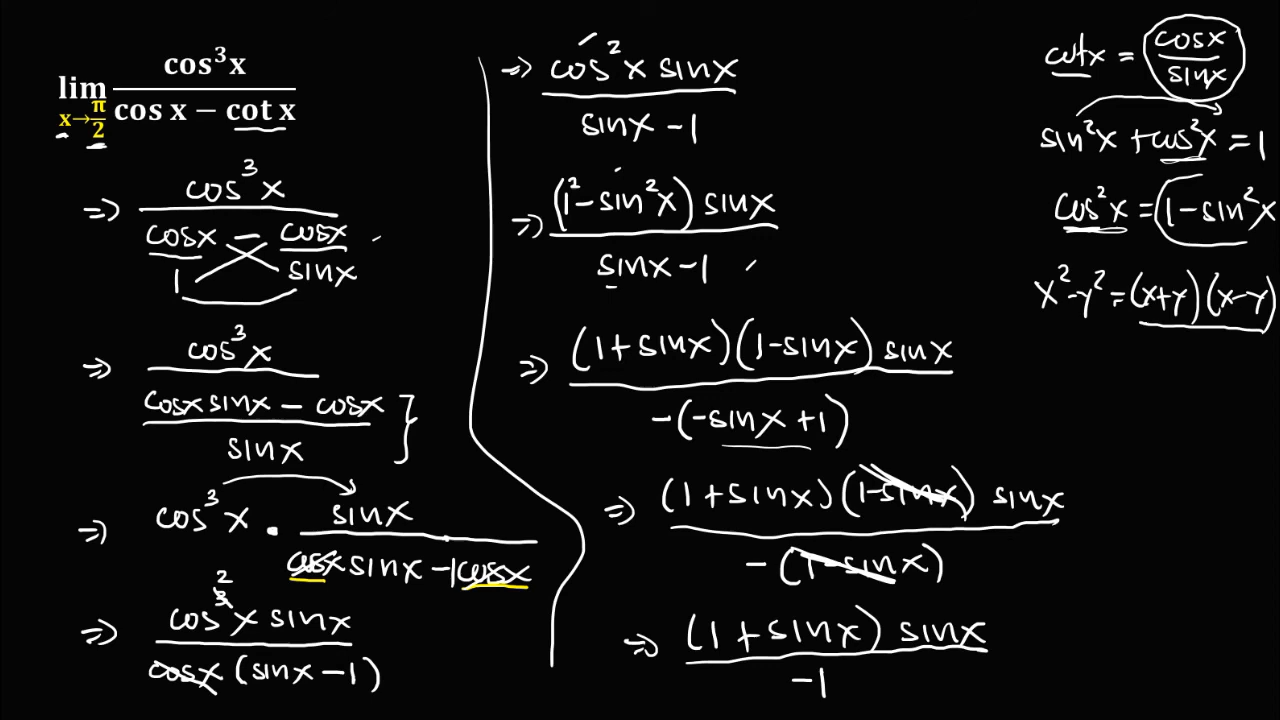 lim x→π/2 cos³x / (cos x − cot x)
=> cos³x / (cosx/1 − cosx/sinx)
=> cos³x / ((cosx sinx − cosx) / sinx)
=> cos³x · sinx / (cosx sinx − 1cosx)
=> cos³ ² x sinx / (cosx (sinx − 1))
=> cos²x sinx / (sinx − 1)
=> (1² − sin²x) sinx / (sinx − 1)
=> (1 + sinx)(1 − sinx) sinx / −(−sinx + 1)
=> (1 + sinx)(1 − sinx) sinx / −(1 − sinx)
=> (1 + sinx) sinx / −1
cotx = cosx / sinx
sin²x + cos²x = 1
cos²x = 1 − sin²x
x² − y² = (x+y)(x−y)